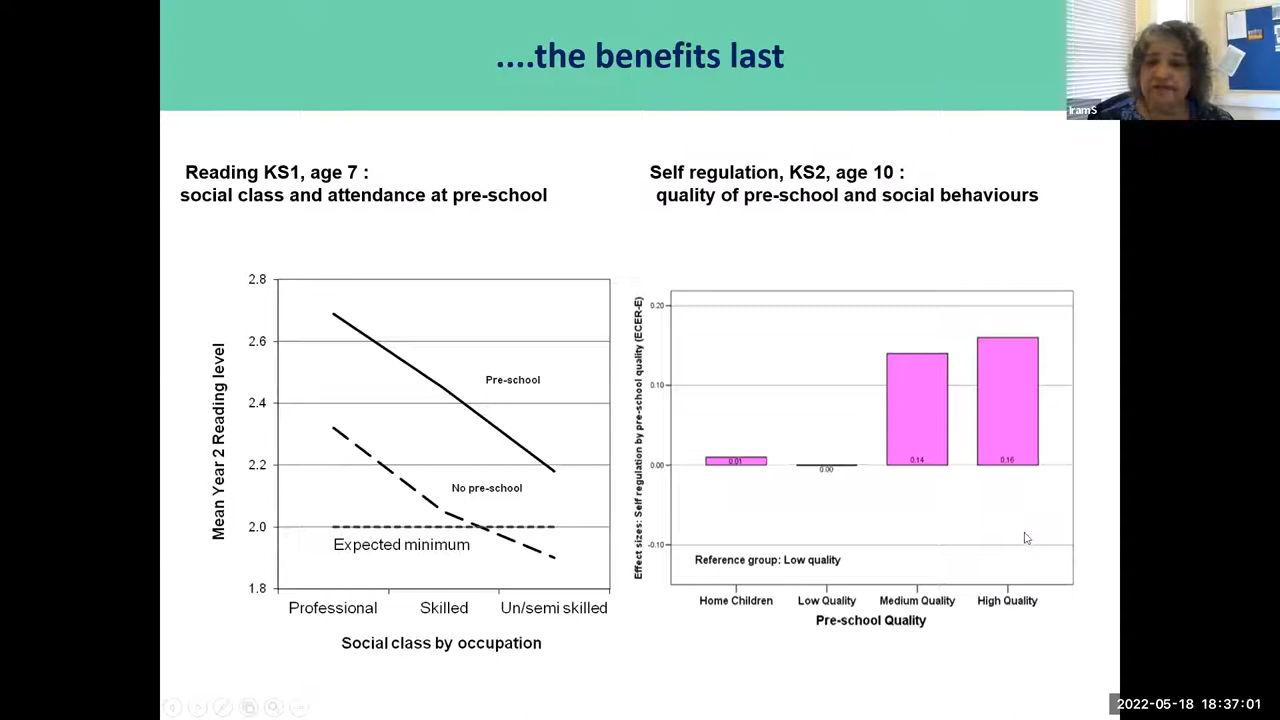 ....the benefits last
IramS
Reading KS1, age 7 :
social class and attendance at pre-school
Self regulation, KS2, age 10 :
quality of pre-school and social behaviours
Mean Year 2 Reading level
2.8
2.6
2.4
2.2
2.0
1.8
Pre-school
No pre-school
Expected minimum
Professional
Skilled
Un/semi skilled
Social class by occupation
Effect sizes: Self regulation by pre-school quality (ECER-E)
0.20
0.10
0.00
-0.10
0.01
0.00
0.14
0.16
Reference group: Low quality
Home Children
Low Quality
Medium Quality
High Quality
Pre-school Quality
2022-05-18 18:37:01